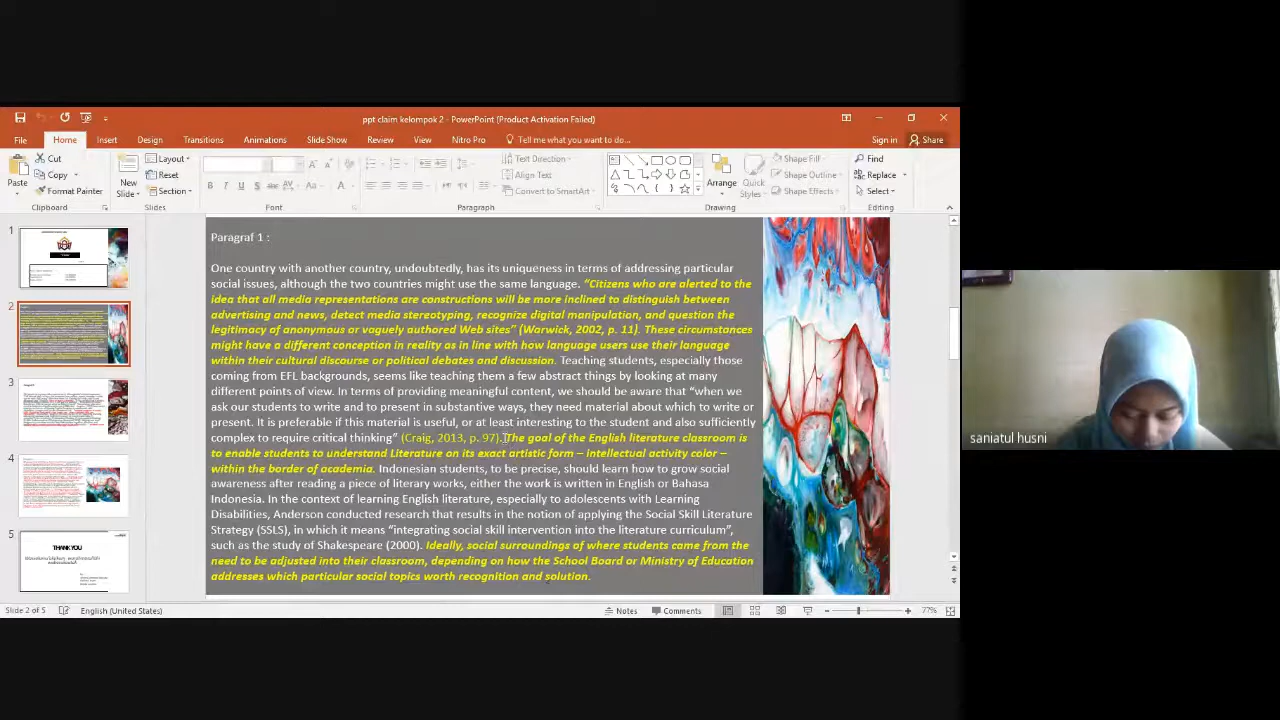 ppt claim kelompok 2 - PowerPoint (Product Activation Failed)
File Home Insert Design Transitions Animations Slide Show Review View Nitro Pro Tell me what you want to do... Sign in Share
Paste
Cut
Copy
Format Painter
Clipboard
New Slide
Layout
Reset
Section
Slides
Font
Text Direction
Align Text
Convert to SmartArt
Paragraph
Arrange
Quick Styles
Shape Fill
Shape Outline
Shape Effects
Drawing
Find
Replace
Select
Editing
1
2
3
4
5
THANK YOU
Paragraf 1 :
One country with another country, undoubtedly, has its uniqueness in terms of addressing particular
social issues, although the two countries might use the same language. “Citizens who are alerted to the
idea that all media representations are constructions will be more inclined to distinguish between
advertising and news, detect media stereotyping, recognize digital manipulation, and question the
legitimacy of anonymous or vaguely authored Web sites” (Warwick, 2002, p. 11). These circumstances
might have a different conception in reality as in line with how language users use their language
within their cultural discourse or political debates and discussion. Teaching students, especially those
coming from EFL backgrounds, seems like teaching them a few abstract things by looking at many
different points of view. In terms of providing meaningful content, we should be aware that “when we
ask our students to write and to present in substantive ways, they need material about which to write or
present. It is preferable if this material is useful, or at least interesting to the student and also sufficiently
complex to require critical thinking” (Craig, 2013, p. 97). The goal of the English literature classroom is
to enable students to understand Literature on its exact artistic form – intellectual activity color –
within the border of academia. Indonesian students, to be precise, should learn how to grow social
awareness after reading a piece of literary works, either the work is written in English or Bahasa
Indonesia. In the context of learning English literature, especially to adolescents with Learning
Disabilities, Anderson conducted research that results in the notion of applying the Social Skill Literature
Strategy (SSLS), in which it means “integrating social skill intervention into the literature curriculum”,
such as the study of Shakespeare (2000). Ideally, social surroundings of where students came from the
need to be adjusted into their classroom, depending on how the School Board or Ministry of Education
addresses which particular social topics worth recognition and solution.
Slide 2 of 5 English (United States) Notes Comments 77%
saniatul husni